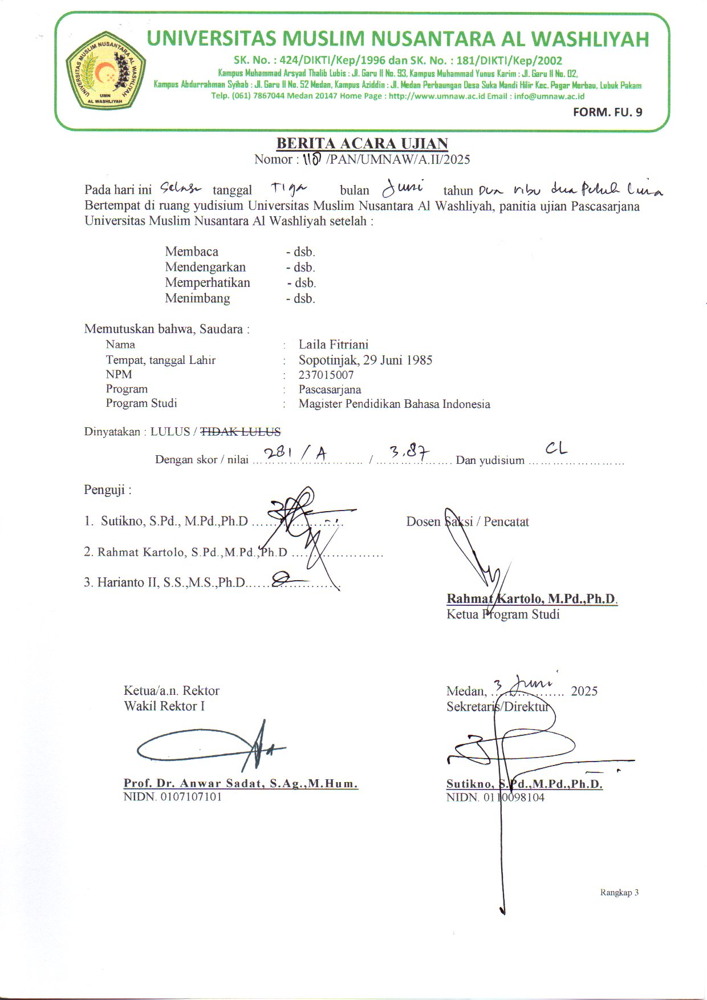 UNIVERSITAS MUSLIM NUSANTARA AL WASHLIYAH
UMN
AL WASHLIYAH
UNIVERSITAS MUSLIM NUSANTARA AL WASHLIYAH
SK. No. : 424/DIKTI/Kep/1996 dan SK. No. : 181/DIKTI/Kep/2002
Kampus Muhammad Arsyad Thalib Lubis : Jl. Garu II No. 93, Kampus Muhammad Yunus Karim : Jl. Garu II No. 02,
Kampus Abdurrahman Syihab : Jl. Garu II No. 52 Medan, Kampus Aziddin : Jl. Medan Perbaungan Desa Suka Mandi Hilir Kec. Pagar Merbau, Lubuk Pakam
Telp. (061) 7867044 Medan 20147 Home Page : http://www.umnaw.ac.id Email : info@umnaw.ac.id
FORM. FU. 9
BERITA ACARA UJIAN
Nomor : 118 /PAN/UMNAW/A.II/2025
Pada hari ini Selasa tanggal Tiga bulan Juni tahun Dua ribu dua Puluh Lima
Bertempat di ruang yudisium Universitas Muslim Nusantara Al Washliyah, panitia ujian Pascasarjana
Universitas Muslim Nusantara Al Washliyah setelah :
Membaca - dsb.
Mendengarkan - dsb.
Memperhatikan - dsb.
Menimbang - dsb.
Memutuskan bahwa, Saudara :
Nama : Laila Fitriani
Tempat, tanggal Lahir : Sopotinjak, 29 Juni 1985
NPM : 237015007
Program : Pascasarjana
Program Studi : Magister Pendidikan Bahasa Indonesia
Dinyatakan : LULUS / TIDAK LULUS
Dengan skor / nilai 281 / A / 3.87 Dan yudisium CL
Penguji :
1. Sutikno, S.Pd., M.Pd.,Ph.D ........................
Dosen Saksi / Pencatat
2. Rahmat Kartolo, S.Pd.,M.Pd.,Ph.D ........................
3. Harianto II, S.S.,M.S.,Ph.D........................
Rahmat Kartolo, M.Pd.,Ph.D.
Ketua Program Studi
Ketua/a.n. Rektor
Wakil Rektor I
Medan, 3 Juni 2025
Sekretaris/Direktur
Prof. Dr. Anwar Sadat, S.Ag.,M.Hum.
NIDN. 0107107101
Sutikno, S.Pd.,M.Pd.,Ph.D.
NIDN. 0110098104
Rangkap 3